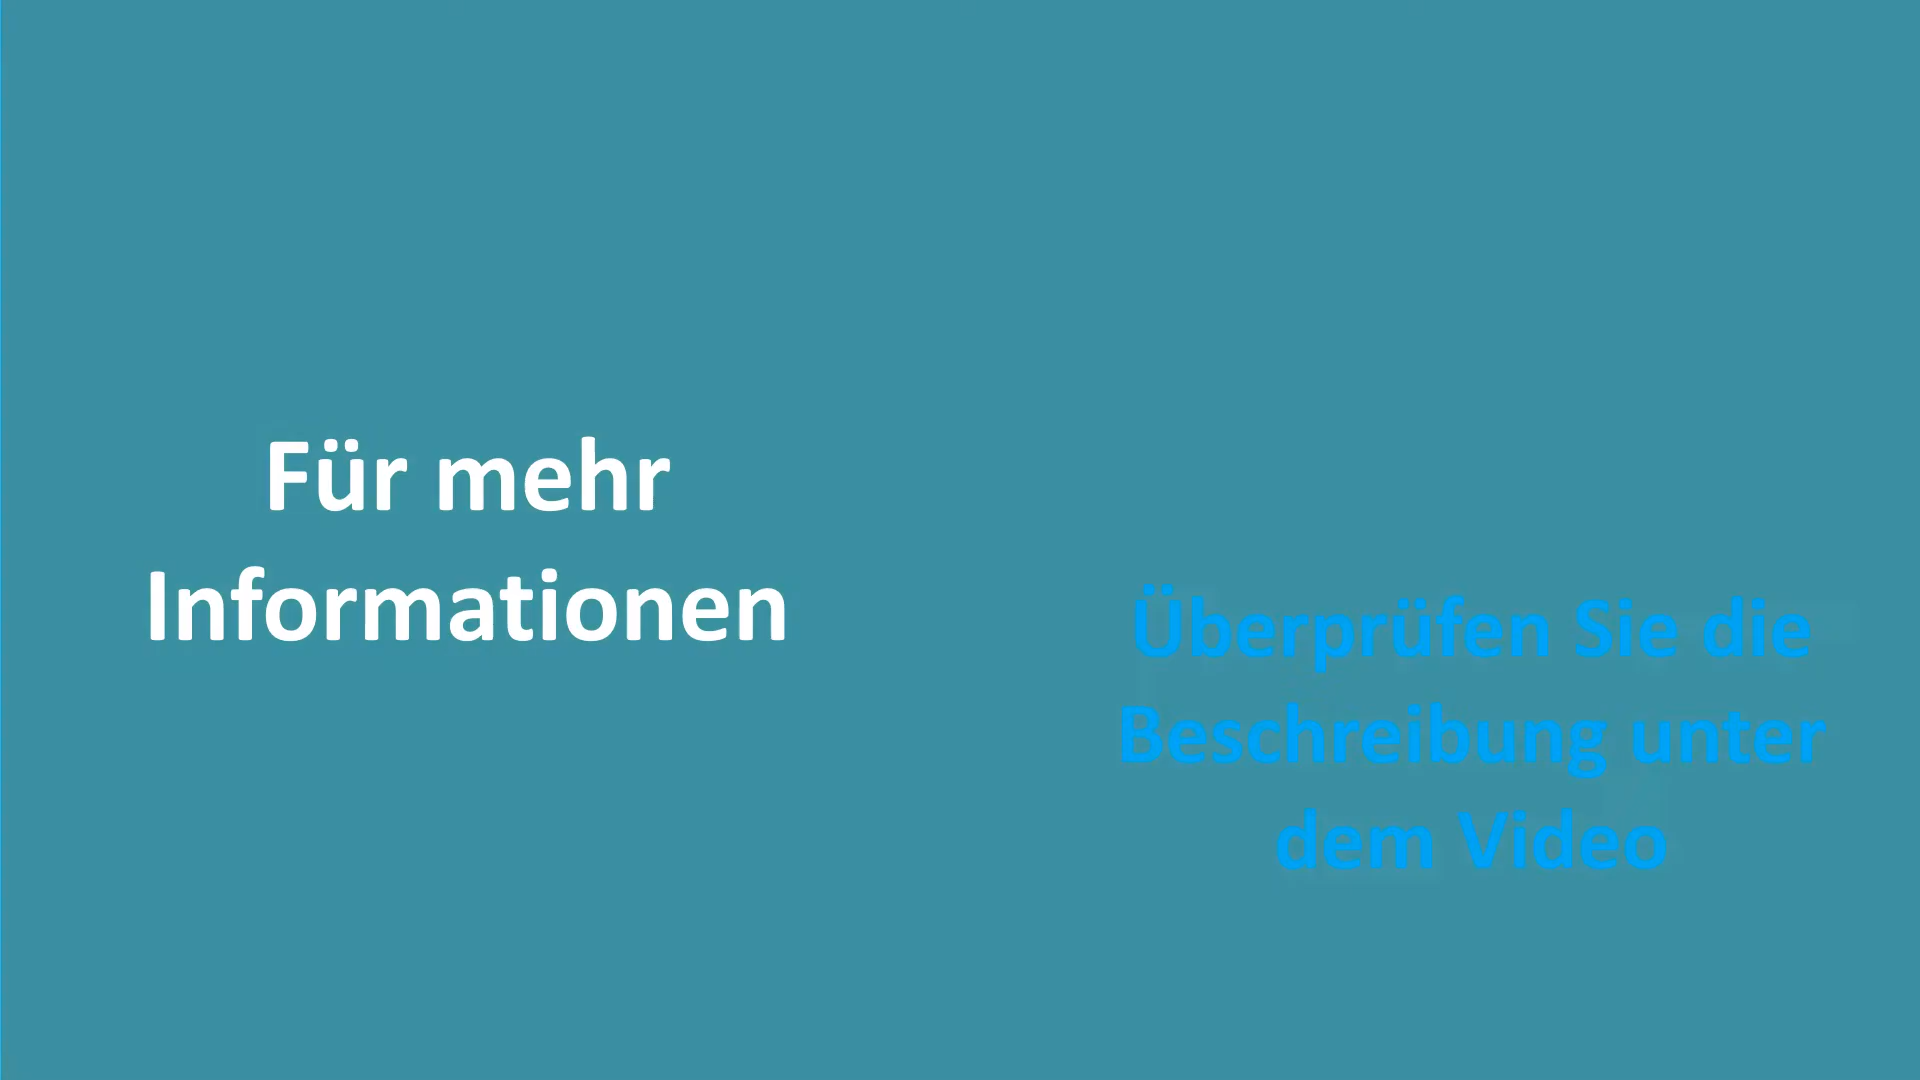 Für mehr
Informationen
Überprüfen Sie die
Beschreibung unter
dem Video